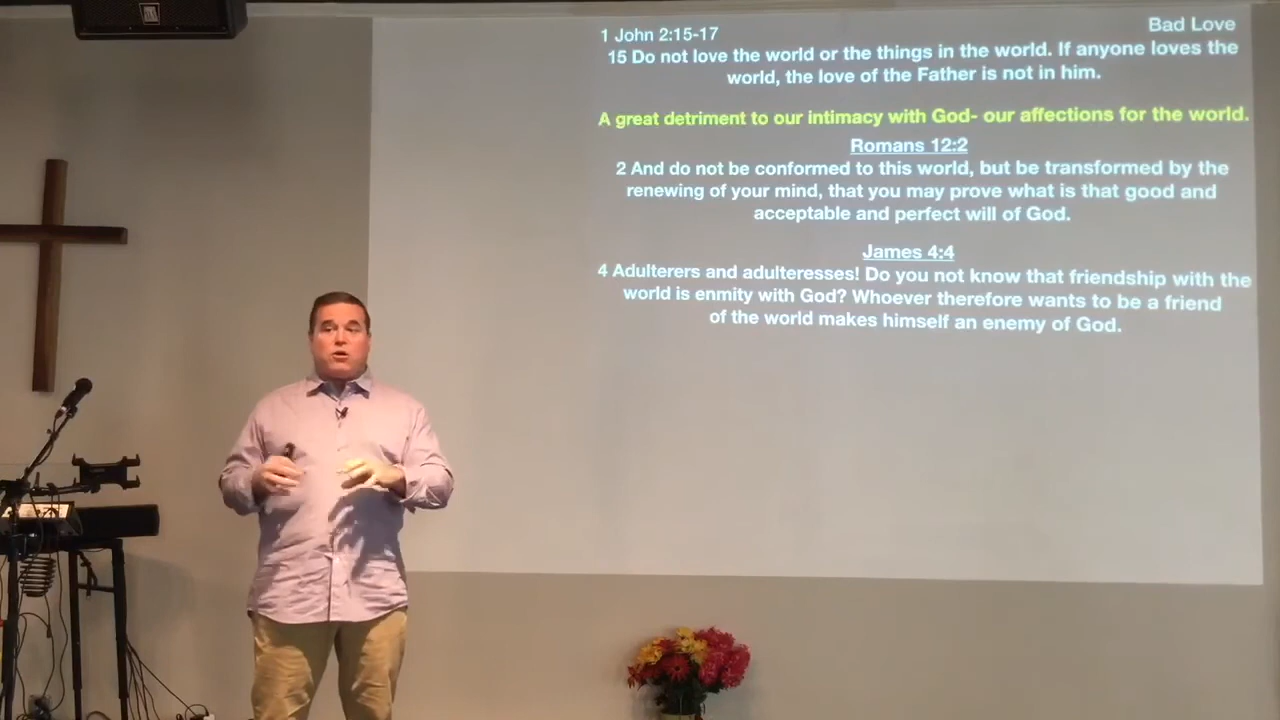 1 John 2:15-17
Bad Love
15 Do not love the world or the things in the world. If anyone loves the
world, the love of the Father is not in him.
A great detriment to our intimacy with God- our affections for the world.
Romans 12:2
2 And do not be conformed to this world, but be transformed by the
renewing of your mind, that you may prove what is that good and
acceptable and perfect will of God.
James 4:4
4 Adulterers and adulteresses! Do you not know that friendship with the
world is enmity with God? Whoever therefore wants to be a friend
of the world makes himself an enemy of God.